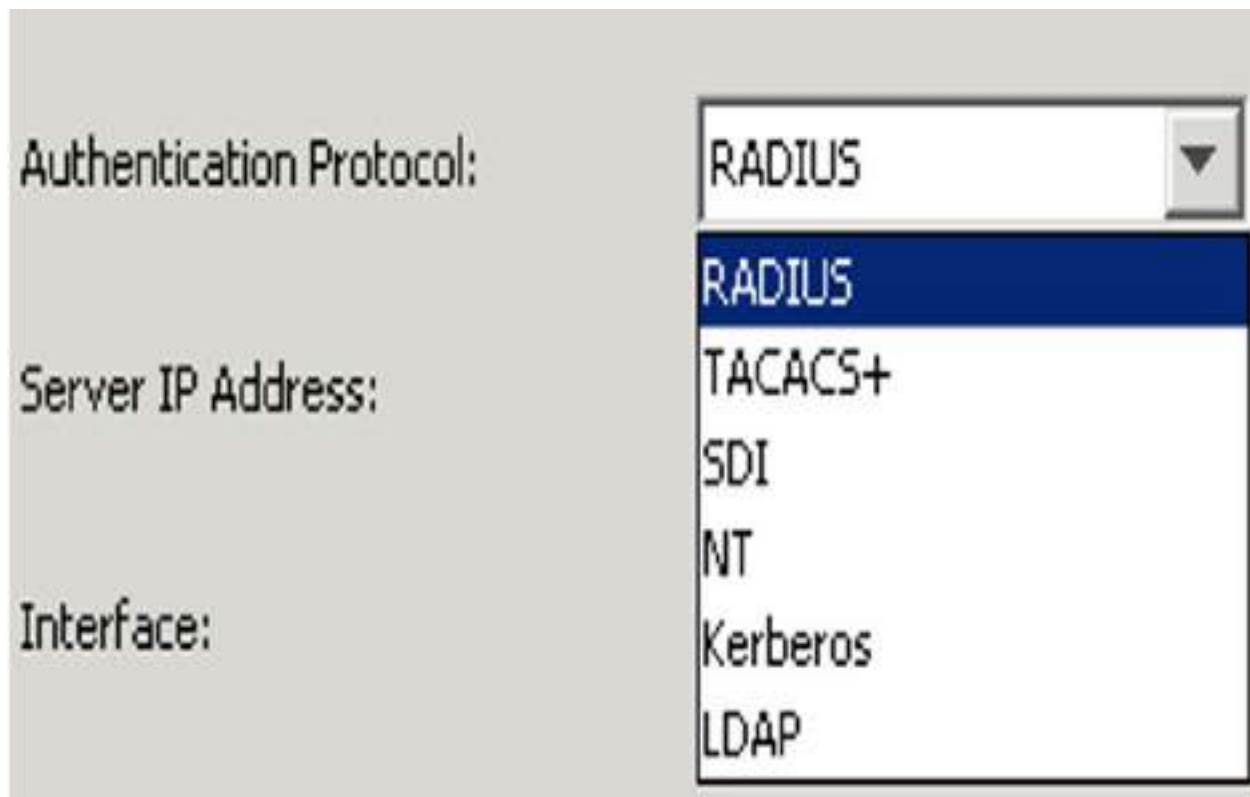 Authentication Protocol: RADIUS
RADIUS
TACACS+
Server IP Address:
SDI
NT
Interface:
Kerberos
LDAP